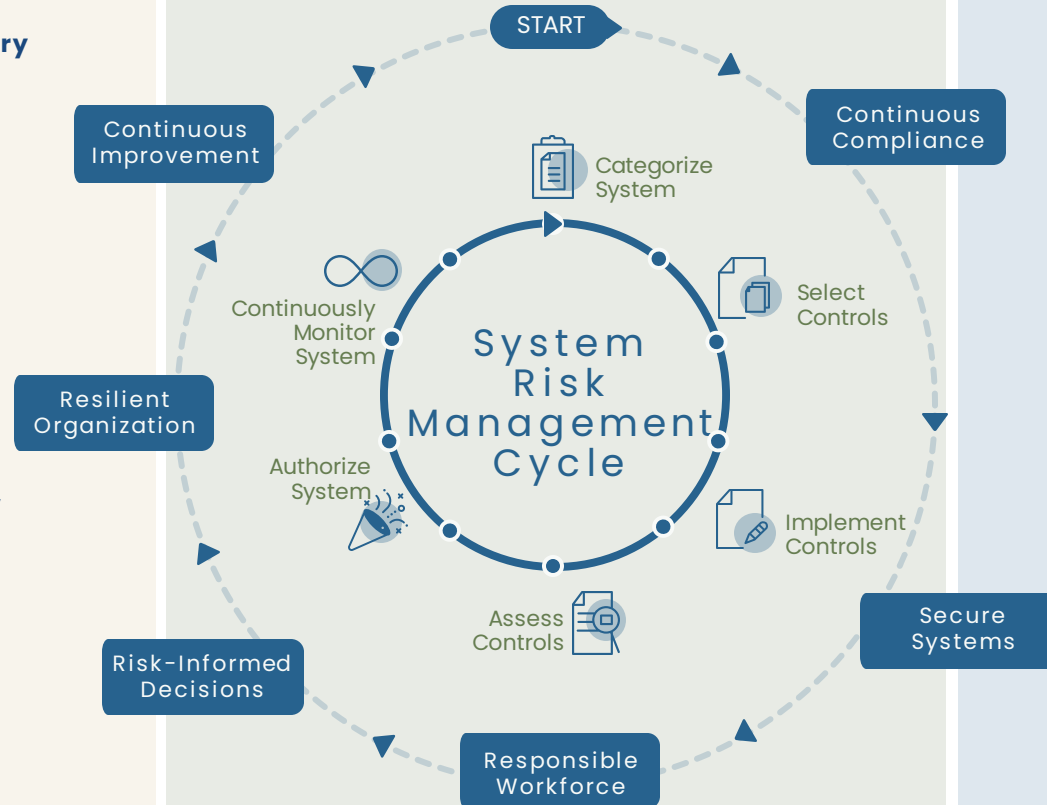 ry
START
Continuous
Compliance
Secure
Systems
Responsible
Workforce
Risk-Informed
Decisions
Resilient
Organization
Continuous
Improvement
Categorize
System
Select
Controls
Implement
Controls
Assess
Controls
Authorize
System
Continuously
Monitor
System
System
Risk
Management
Cycle